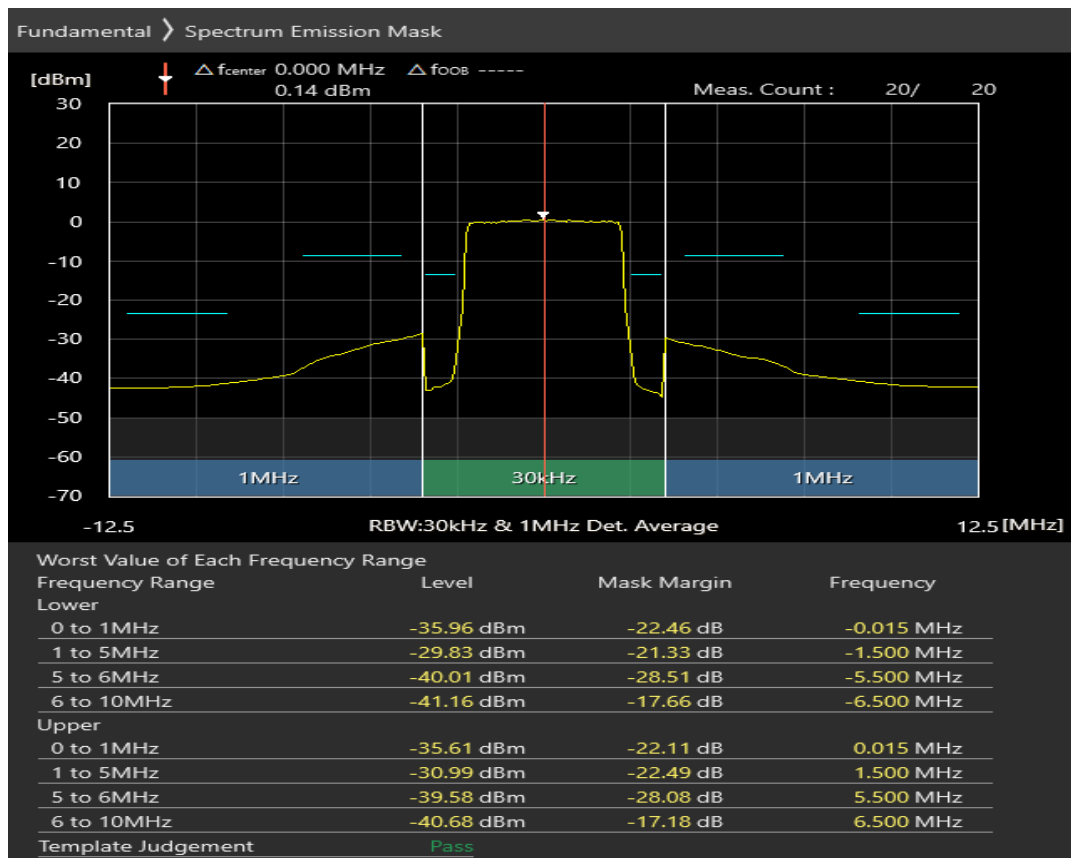 Fundamental ❯ Spectrum Emission Mask
[dBm] △ fcenter 0.000 MHz △ fOOB -----
0.14 dBm Meas. Count : 20/ 20
30
20
10
0
-10
-20
-30
-40
-50
-60
1MHz 30kHz 1MHz
-70
-12.5 RBW:30kHz & 1MHz Det. Average 12.5 [MHz]
Worst Value of Each Frequency Range
Frequency Range Level Mask Margin Frequency
Lower
0 to 1MHz -35.96 dBm -22.46 dB -0.015 MHz
1 to 5MHz -29.83 dBm -21.33 dB -1.500 MHz
5 to 6MHz -40.01 dBm -28.51 dB -5.500 MHz
6 to 10MHz -41.16 dBm -17.66 dB -6.500 MHz
Upper
0 to 1MHz -35.61 dBm -22.11 dB 0.015 MHz
1 to 5MHz -30.99 dBm -22.49 dB 1.500 MHz
5 to 6MHz -39.58 dBm -28.08 dB 5.500 MHz
6 to 10MHz -40.68 dBm -17.18 dB 6.500 MHz
Template Judgement Pass